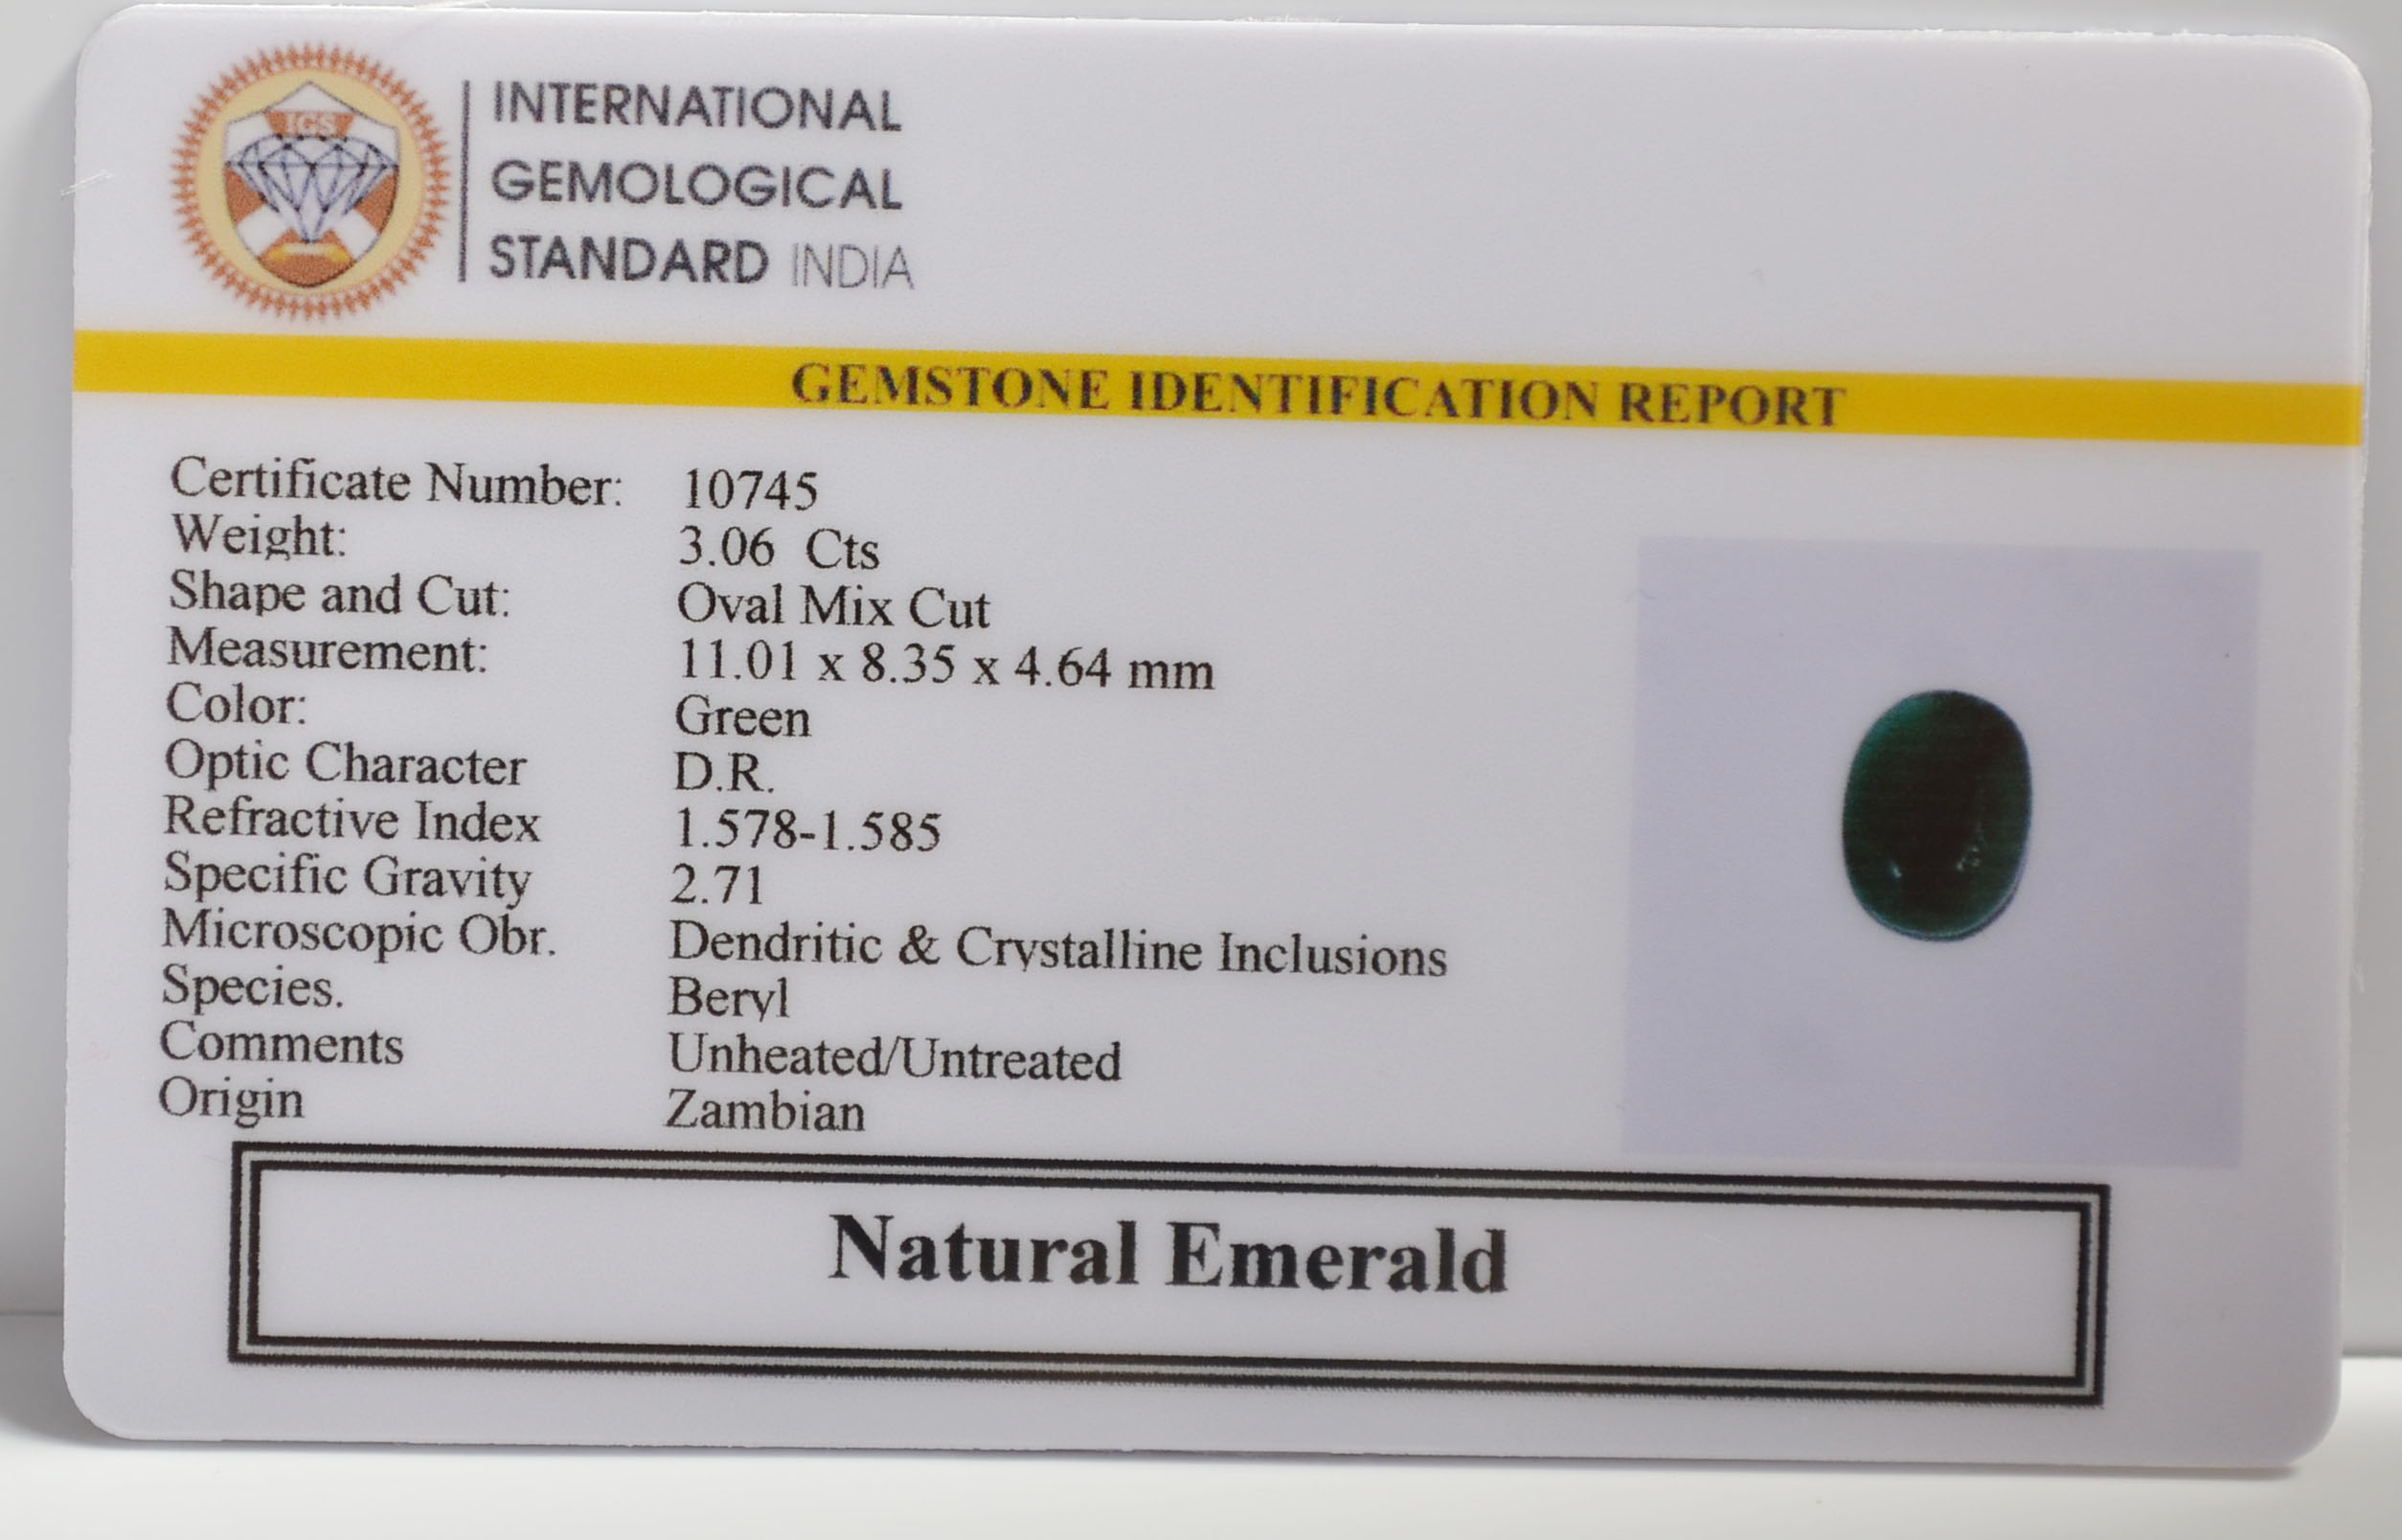 IGS
INTERNATIONAL
GEMOLOGICAL
STANDARD INDIA
GEMSTONE IDENTIFICATION REPORT
Certificate Number: 10745
Weight: 3.06 Cts
Shape and Cut: Oval Mix Cut
Measurement: 11.01 x 8.35 x 4.64 mm
Color: Green
Optic Character D.R.
Refractive Index 1.578-1.585
Specific Gravity 2.71
Microscopic Obr. Dendritic & Crystalline Inclusions
Species. Beryl
Comments Unheated/Untreated
Origin Zambian
Natural Emerald